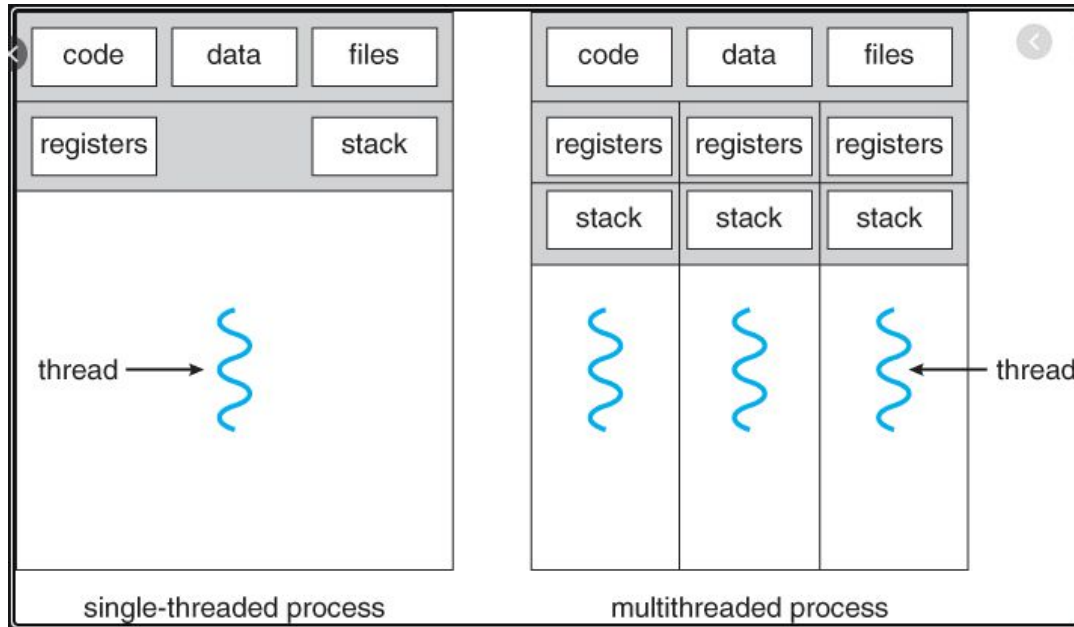 code data files
registers stack
thread
single-threaded process
code data files
registers registers registers
stack stack stack
thread
multithreaded process